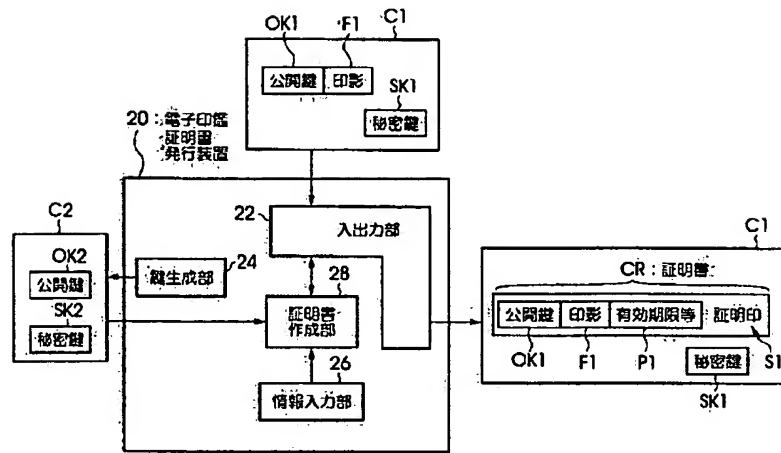 C1
OK1
F1
公開鍵
印影
SK1
秘密鍵
20:電子印鑑
証明書
発行装置
22
入出力部
C2
OK2
公開鍵
SK2
秘密鍵
鍵生成部
24
28
証明書
作成部
26
情報入力部
C1
CR:証明書
公開鍵
印影
有効期限等
証明印
OK1
F1
P1
S1
秘密鍵
SK1